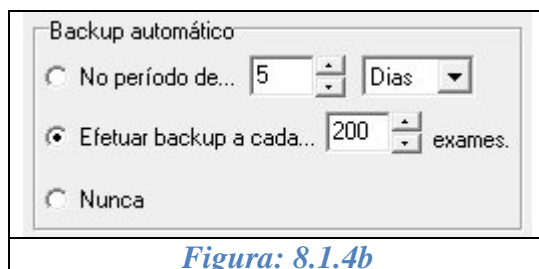 Backup automático
No período de... 5 Dias
Efetuar backup a cada... 200 exames.
Nunca
Figura: 8.1.4b